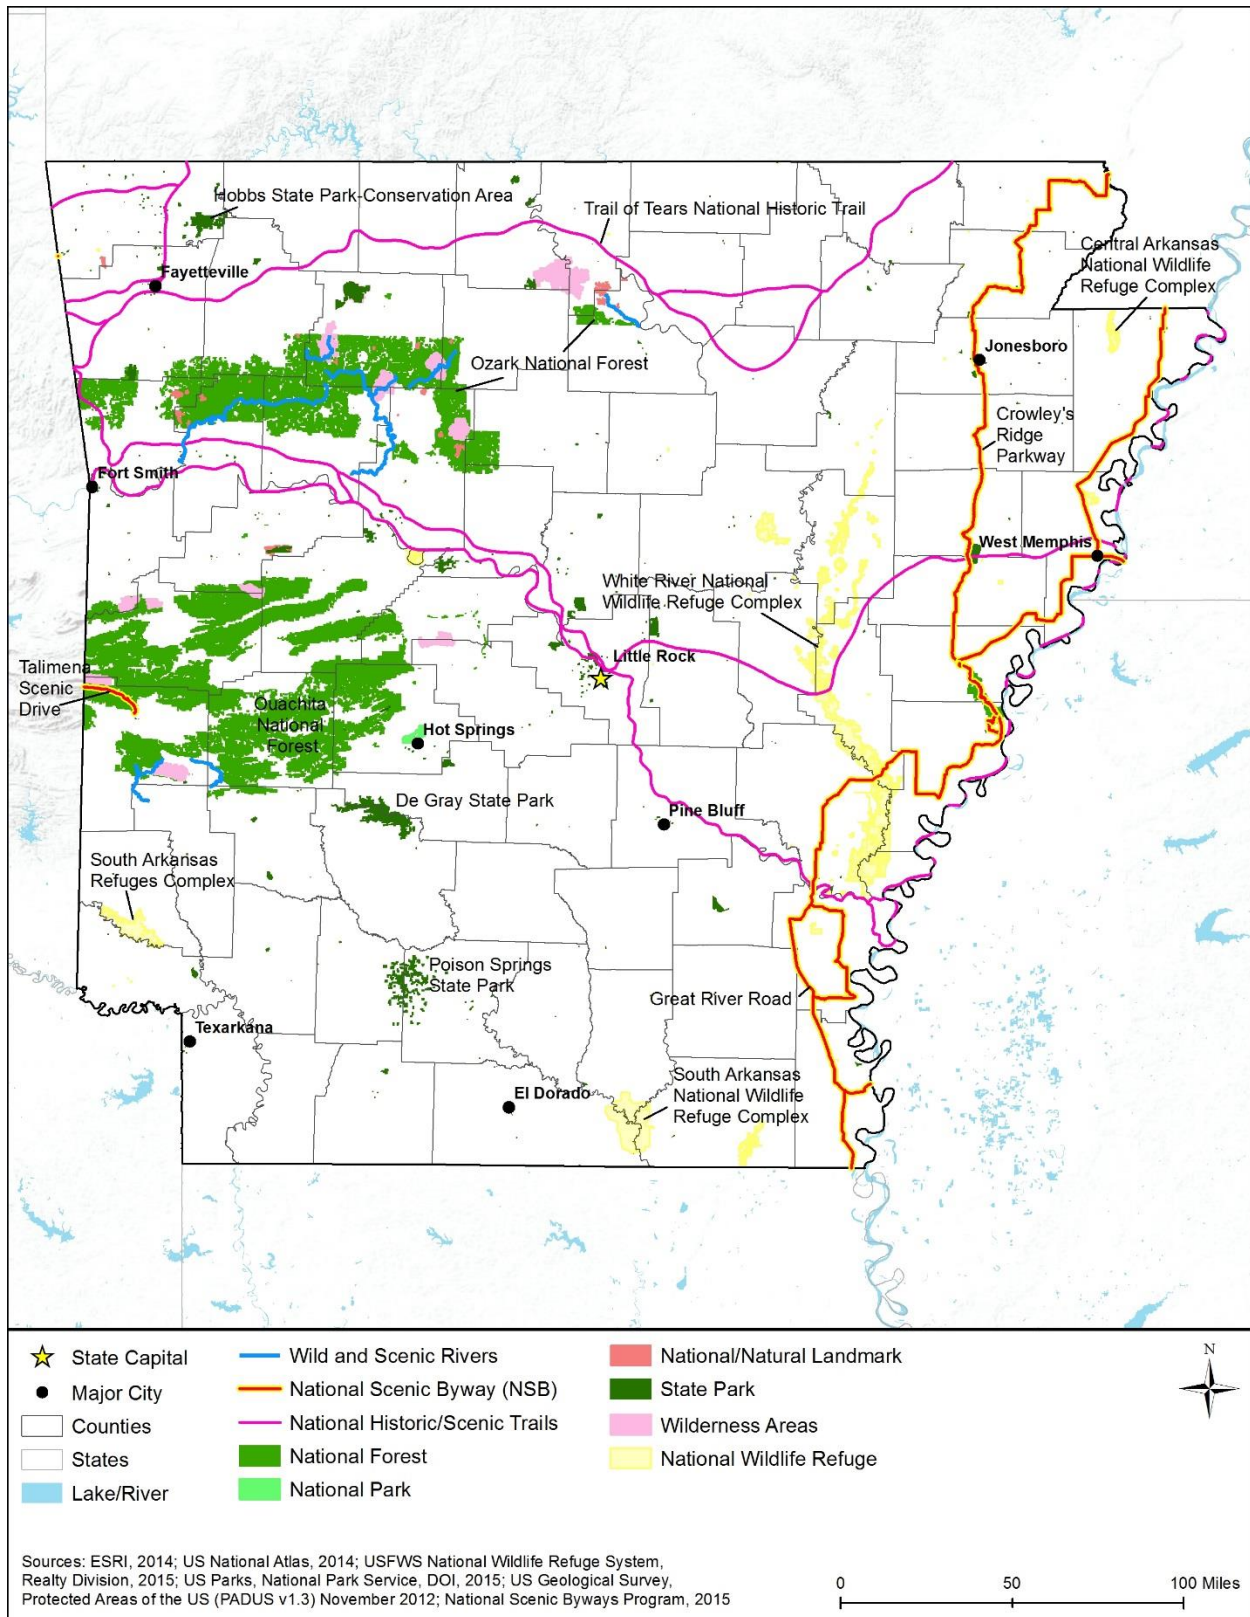 Hobbs State Park-Conservation Area
Trail of Tears National Historic Trail
Central Arkansas
National Wildlife
Refuge Complex
Fayetteville
Jonesboro
Ozark National Forest
Crowley's
Ridge
Parkway
Fort Smith
West Memphis
White River National
Wildlife Refuge Complex
Little Rock
Talimena
Scenic
Drive
Ouachita
National
Forest
Hot Springs
De Gray State Park
Pine Bluff
South Arkansas
Refuges Complex
Poison Springs
State Park
Great River Road
Texarkana
South Arkansas
National Wildlife
Refuge Complex
El Dorado
State Capital
Major City
Counties
States
Lake/River
Wild and Scenic Rivers
National Scenic Byway (NSB)
National Historic/Scenic Trails
National Forest
National Park
National/Natural Landmark
State Park
Wilderness Areas
National Wildlife Refuge
N
Sources: ESRI, 2014; US National Atlas, 2014; USFWS National Wildlife Refuge System,
Realty Division, 2015; US Parks, National Park Service, DOI, 2015; US Geological Survey,
Protected Areas of the US (PADUS v1.3) November 2012; National Scenic Byways Program, 2015
0 50 100 Miles